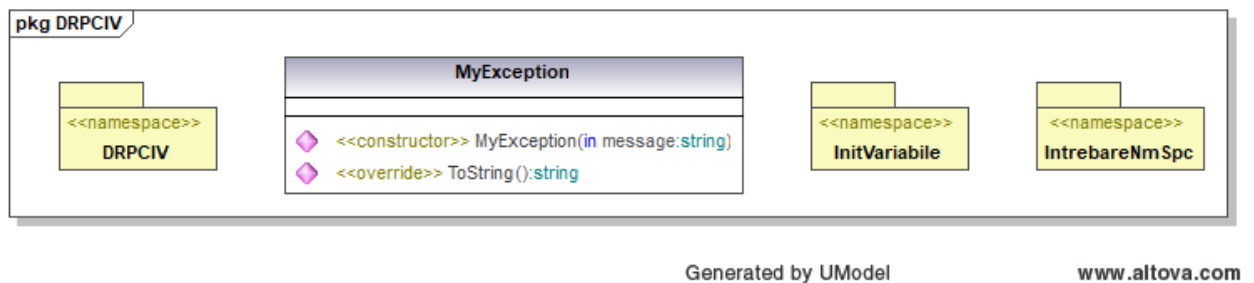 pkg DRPCIV
<<namespace>>
DRPCIV
MyException
<<constructor>> MyException(in message:string)
<<override>> ToString():string
<<namespace>>
InitVariabile
<<namespace>>
IntrebareNmSpc
Generated by UModel
www.altova.com